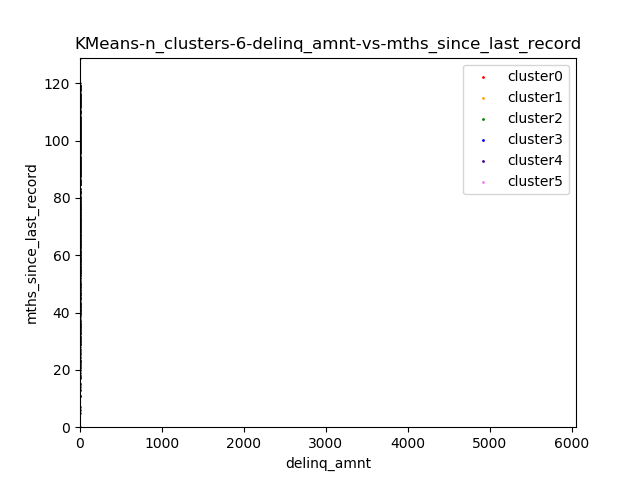 KMeans-n_clusters-6-delinq_amnt-vs-mths_since_last_record
cluster0
cluster1
cluster2
cluster3
cluster4
cluster5
120
100
80
60
40
20
0
mths_since_last_record
0 1000 2000 3000 4000 5000 6000
delinq_amnt